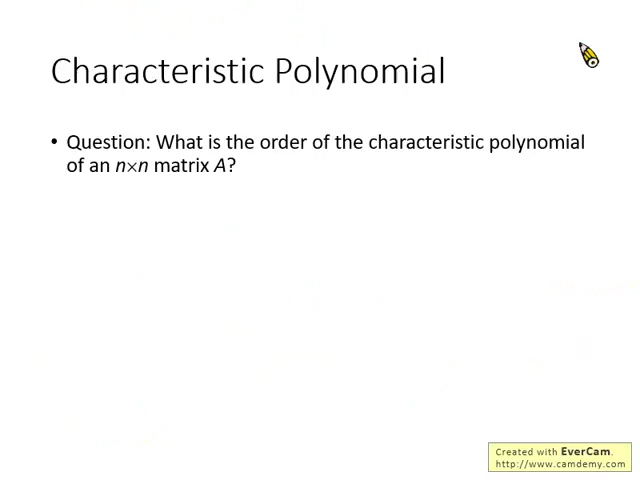 Characteristic Polynomial
• Question: What is the order of the characteristic polynomial
of an n×n matrix A?
Created with EverCam.
http://www.camdemy.com